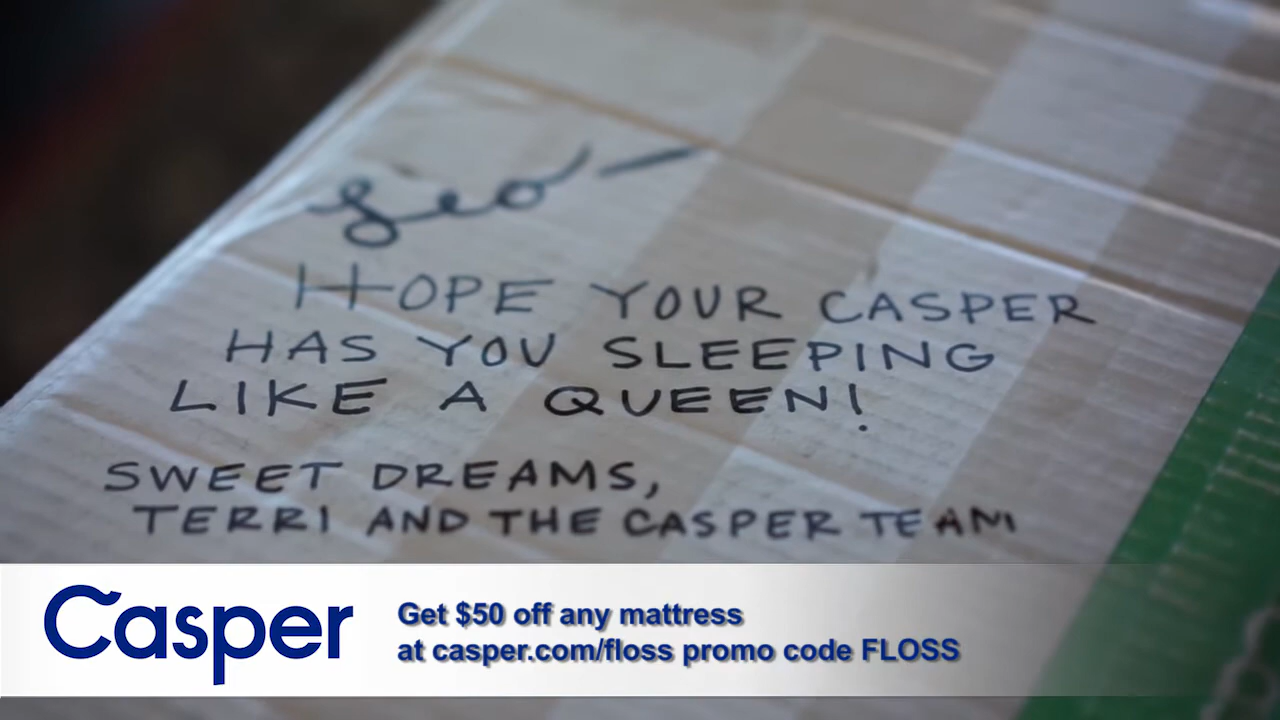 Leo –
HOPE YOUR CASPER
HAS YOU SLEEPING
LIKE A QUEEN!
SWEET DREAMS,
TERRI AND THE CASPER TEAM
Casper
Get $50 off any mattress
at casper.com/floss promo code FLOSS